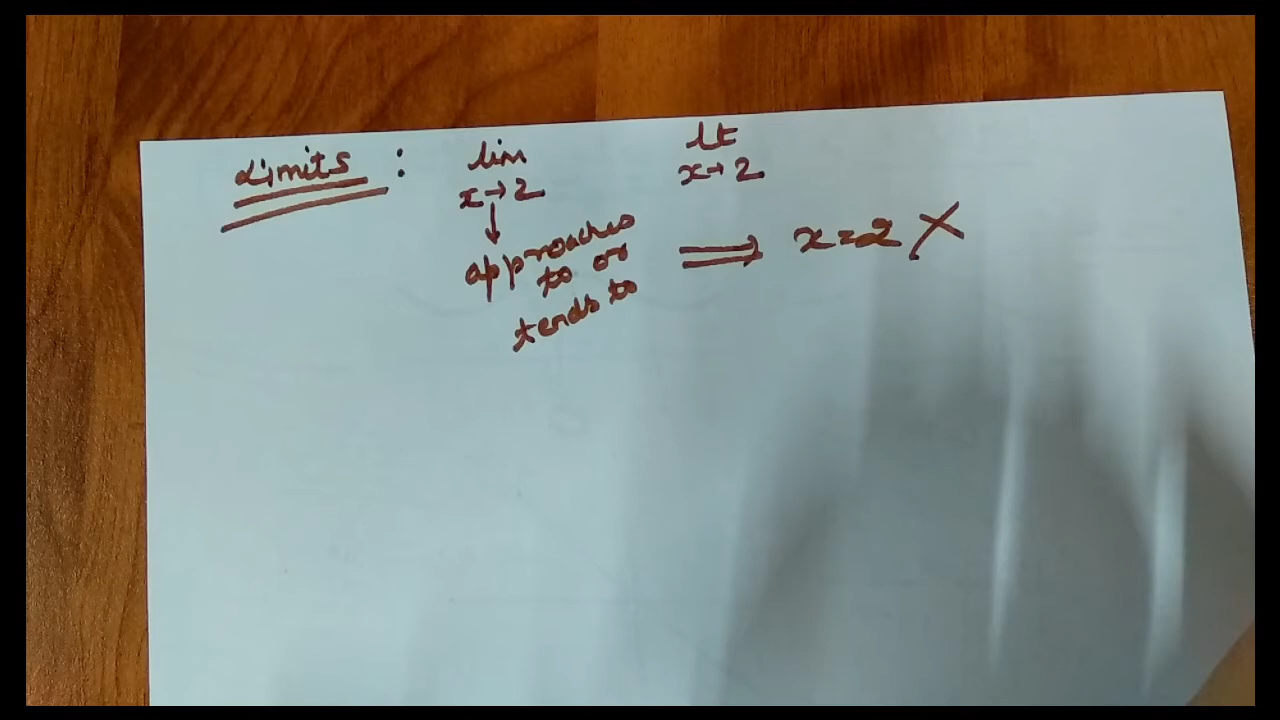 Limits : lim lt
x→2 x→2
↓
approaches
to or ⟹ x=2 ✗
tends to